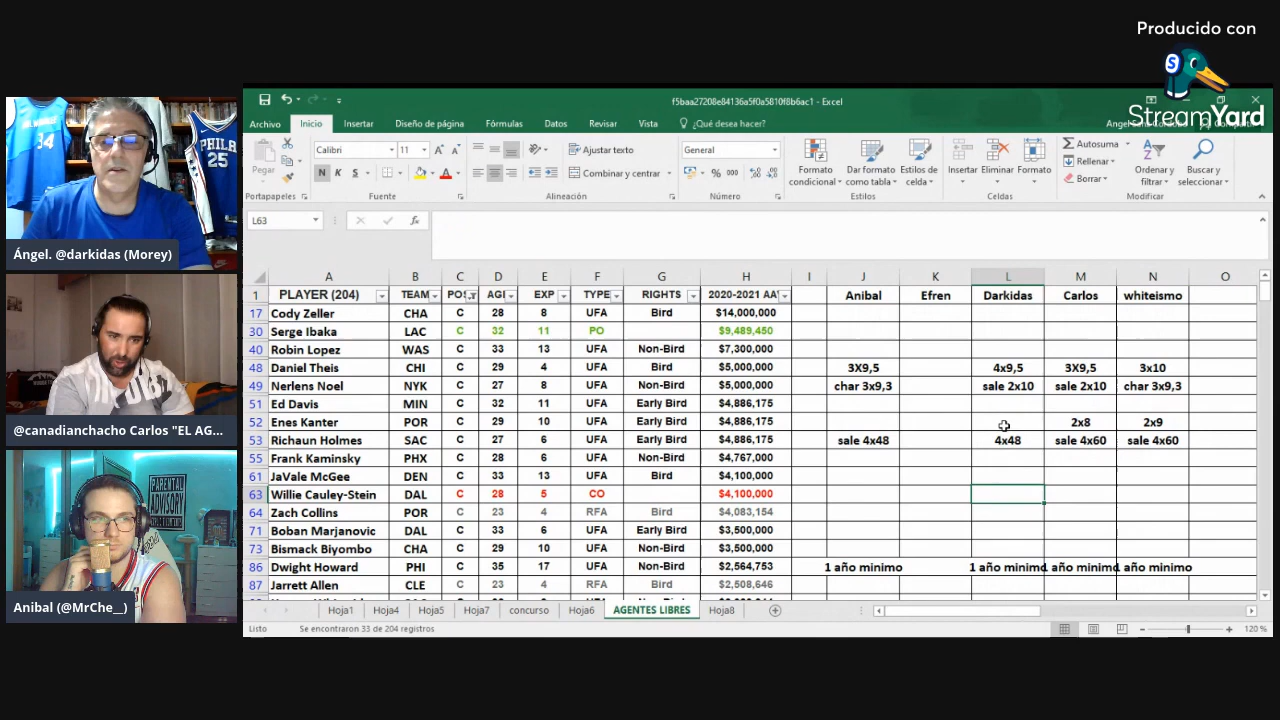 Producido con
StreamYard
34
PHILA
25
Ángel. @darkidas (Morey)
@canadianchacho Carlos "EL AG...
PARENTAL
ADVISORY
Anibal (@MrChe__)
f5baa27208e84136a5f0a5810f8b6ac1 - Excel
Archivo Inicio Insertar Diseño de página Fórmulas Datos Revisar Vista ¿Qué desea hacer?
Pegar
Calibri 11
N K S
Ajustar texto
Combinar y centrar
General
% 000
Formato condicional
Dar formato como tabla
Estilos de celda
Insertar Eliminar Formato
Autosuma
Rellenar
Borrar
Ordenar y filtrar
Buscar y seleccionar
Portapapeles Fuente Alineación Número Estilos Celdas Modificar
L63 fx
A B C D E F G H I J K L M N O
1 PLAYER (204) TEAM POS AGE EXP TYPE RIGHTS 2020-2021 AAV Anibal Efren Darkidas Carlos whiteismo
17 Cody Zeller CHA C 28 8 UFA Bird $14,000,000
30 Serge Ibaka LAC C 32 11 PO $9,489,450
40 Robin Lopez WAS C 33 13 UFA Non-Bird $7,300,000
48 Daniel Theis CHI C 29 4 UFA Bird $5,000,000 3X9,5 4x9,5 3X9,5 3x10
49 Nerlens Noel NYK C 27 8 UFA Non-Bird $5,000,000 char 3x9,3 sale 2x10 sale 2x10 char 3x9,3
51 Ed Davis MIN C 32 11 UFA Early Bird $4,886,175
52 Enes Kanter POR C 29 10 UFA Early Bird $4,886,175 2x8 2x9
53 Richaun Holmes SAC C 27 6 UFA Early Bird $4,886,175 sale 4x48 4x48 sale 4x60 sale 4x60
55 Frank Kaminsky PHX C 28 6 UFA Non-Bird $4,767,000
61 JaVale McGee DEN C 33 13 UFA Bird $4,100,000
63 Willie Cauley-Stein DAL C 28 5 CO $4,100,000
64 Zach Collins POR C 23 4 RFA Bird $4,083,154
71 Boban Marjanovic DAL C 33 6 UFA Early Bird $3,500,000
73 Bismack Biyombo CHA C 29 10 UFA Non-Bird $3,500,000
86 Dwight Howard PHI C 35 17 UFA Non-Bird $2,564,753 1 año minimo 1 año minimo 1 año minimo 1 año minimo
87 Jarrett Allen CLE C 23 4 RFA Bird $2,508,646
Hoja1 Hoja4 Hoja5 Hoja7 concurso Hoja6 AGENTES LIBRES Hoja8
Listo Se encontraron 33 de 204 registros 120 %